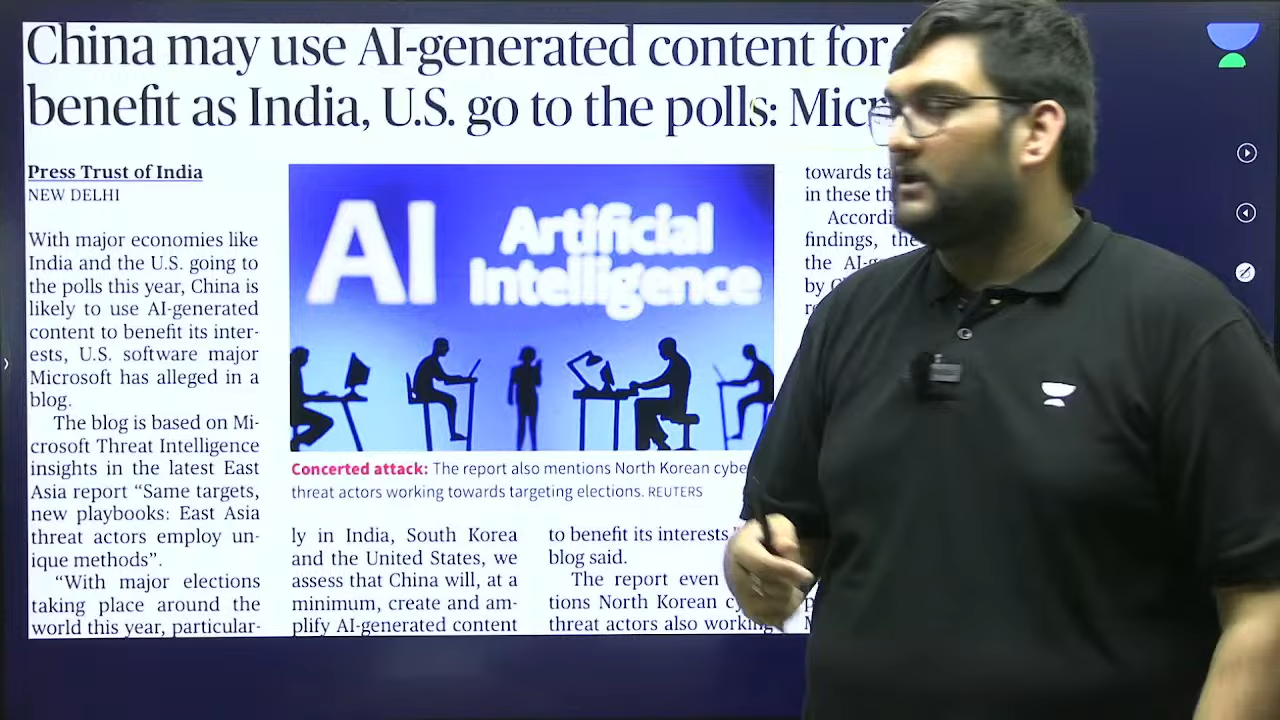 China may use AI-generated content for
benefit as India, U.S. go to the polls:
Press Trust of India
NEW DELHI
With major economies like
India and the U.S. going to
the polls this year, China is
likely to use AI-generated
content to benefit its inter-
ests, U.S. software major
Microsoft has alleged in a
blog.
The blog is based on Mi-
crosoft Threat Intelligence
insights in the latest East
Asia report “Same targets,
new playbooks: East Asia
threat actors employ un-
ique methods”.
“With major elections
taking place around the
world this year, particular-
AI Artificial
Intelligence
Concerted attack: The report also mentions North Korean cybe
threat actors working towards targeting elections. REUTERS
ly in India, South Korea
and the United States, we
assess that China will, at a
minimum, create and am-
plify AI-generated content
to benefit its interests
blog said.
The report even
tions North Korean
threat actors also working
towards
in these
findings, the
the
by